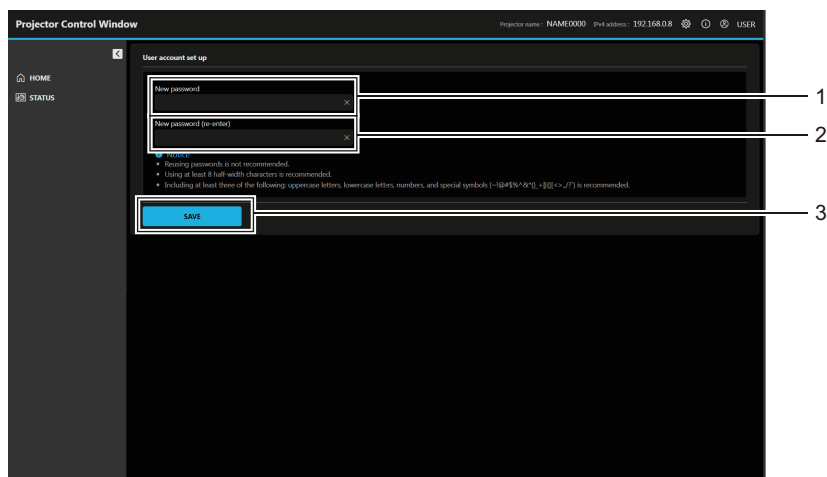 Projector Control Window
Projector name : NAME0000 IPv4 address : 192.168.0.8 USER
User account set up
HOME
STATUS
New password
New password (re-enter)
Notice
• Reusing passwords is not recommended.
• Using at least 8 half-width characters is recommended.
• Including at least three of the following: uppercase letters, lowercase letters, numbers, and special symbols is recommended.
SAVE
1
2
3